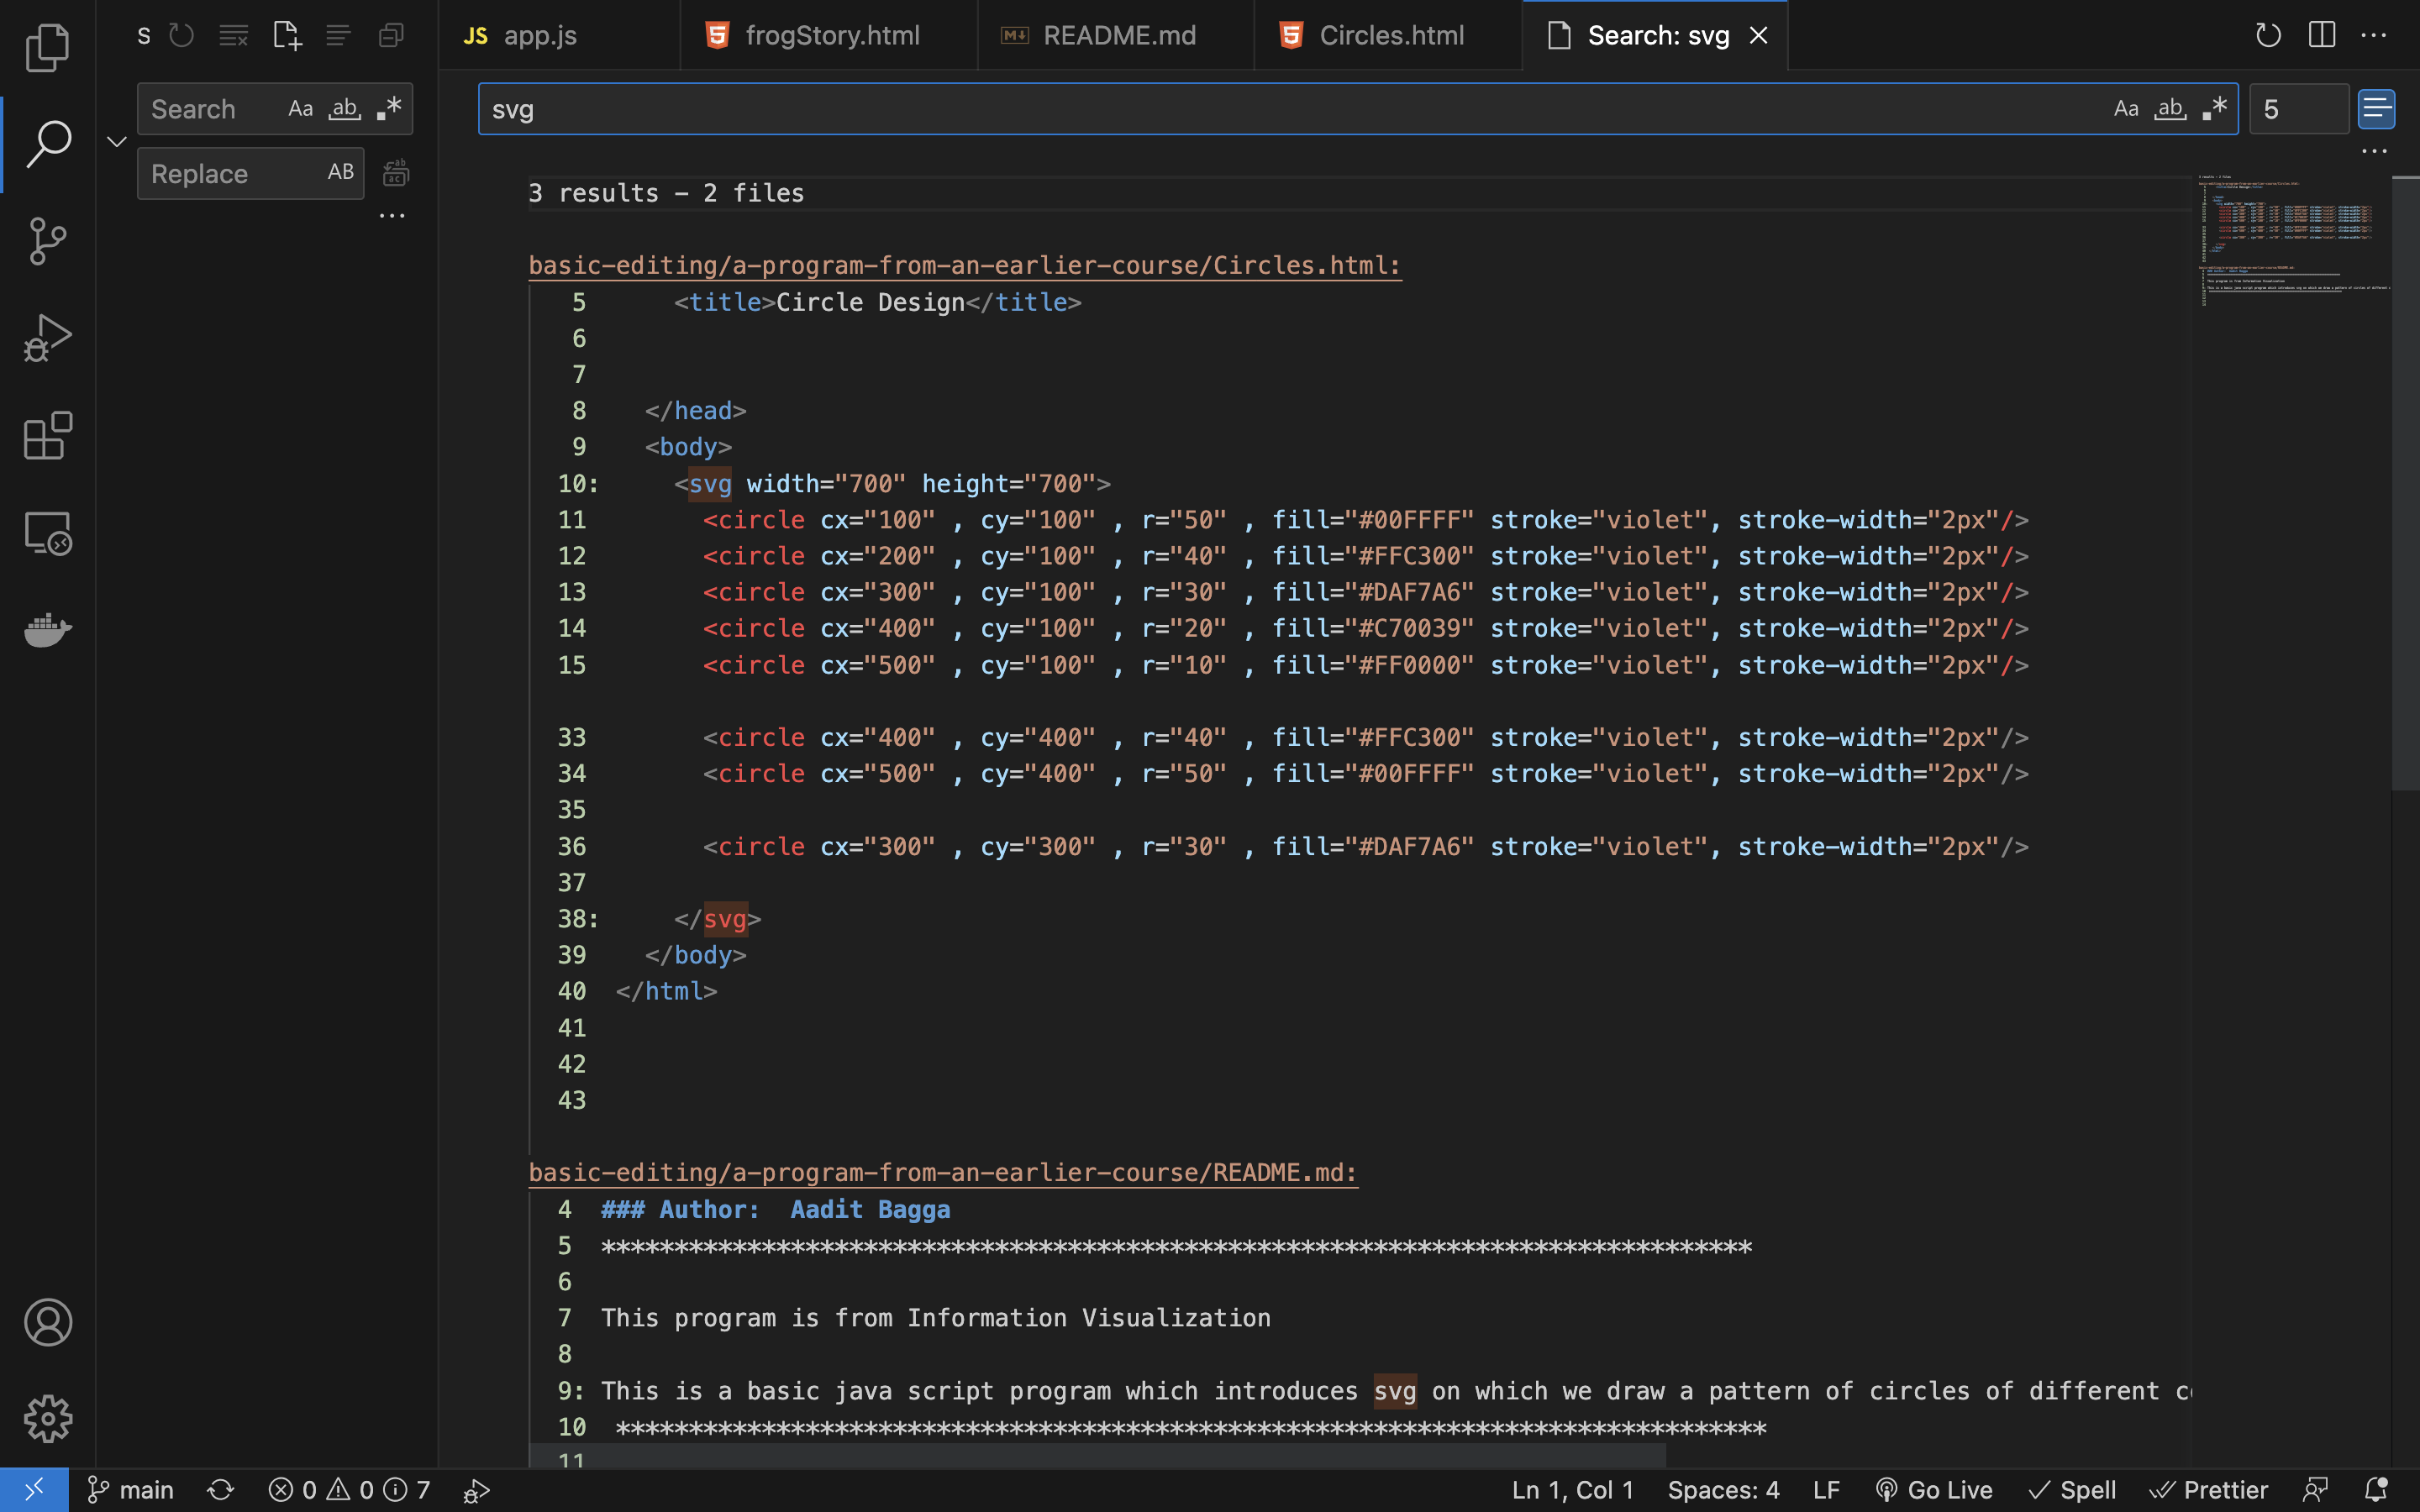 S
JS app.js
frogStory.html
README.md
Circles.html
Search: svg
Search Aa ab .*
Replace AB
svg Aa ab .* 5
3 results - 2 files
basic-editing/a-program-from-an-earlier-course/Circles.html:
5 <title>Circle Design</title>
6
7
8 </head>
9 <body>
10: <svg width="700" height="700">
11 <circle cx="100" , cy="100" , r="50" , fill="#00FFFF" stroke="violet", stroke-width="2px"/>
12 <circle cx="200" , cy="100" , r="40" , fill="#FFC300" stroke="violet", stroke-width="2px"/>
13 <circle cx="300" , cy="100" , r="30" , fill="#DAF7A6" stroke="violet", stroke-width="2px"/>
14 <circle cx="400" , cy="100" , r="20" , fill="#C70039" stroke="violet", stroke-width="2px"/>
15 <circle cx="500" , cy="100" , r="10" , fill="#FF0000" stroke="violet", stroke-width="2px"/>
33 <circle cx="400" , cy="400" , r="40" , fill="#FFC300" stroke="violet", stroke-width="2px"/>
34 <circle cx="500" , cy="400" , r="50" , fill="#00FFFF" stroke="violet", stroke-width="2px"/>
35
36 <circle cx="300" , cy="300" , r="30" , fill="#DAF7A6" stroke="violet", stroke-width="2px"/>
37
38: </svg>
39 </body>
40 </html>
41
42
43
basic-editing/a-program-from-an-earlier-course/README.md:
4 ### Author:  Aadit Bagga
5 *******************************************************************************
6
7 This program is from Information Visualization
8
9: This is a basic java script program which introduces svg on which we draw a pattern of circles of different
10 *******************************************************************************
11
main 0 0 7 Ln 1, Col 1 Spaces: 4 LF Go Live Spell Prettier